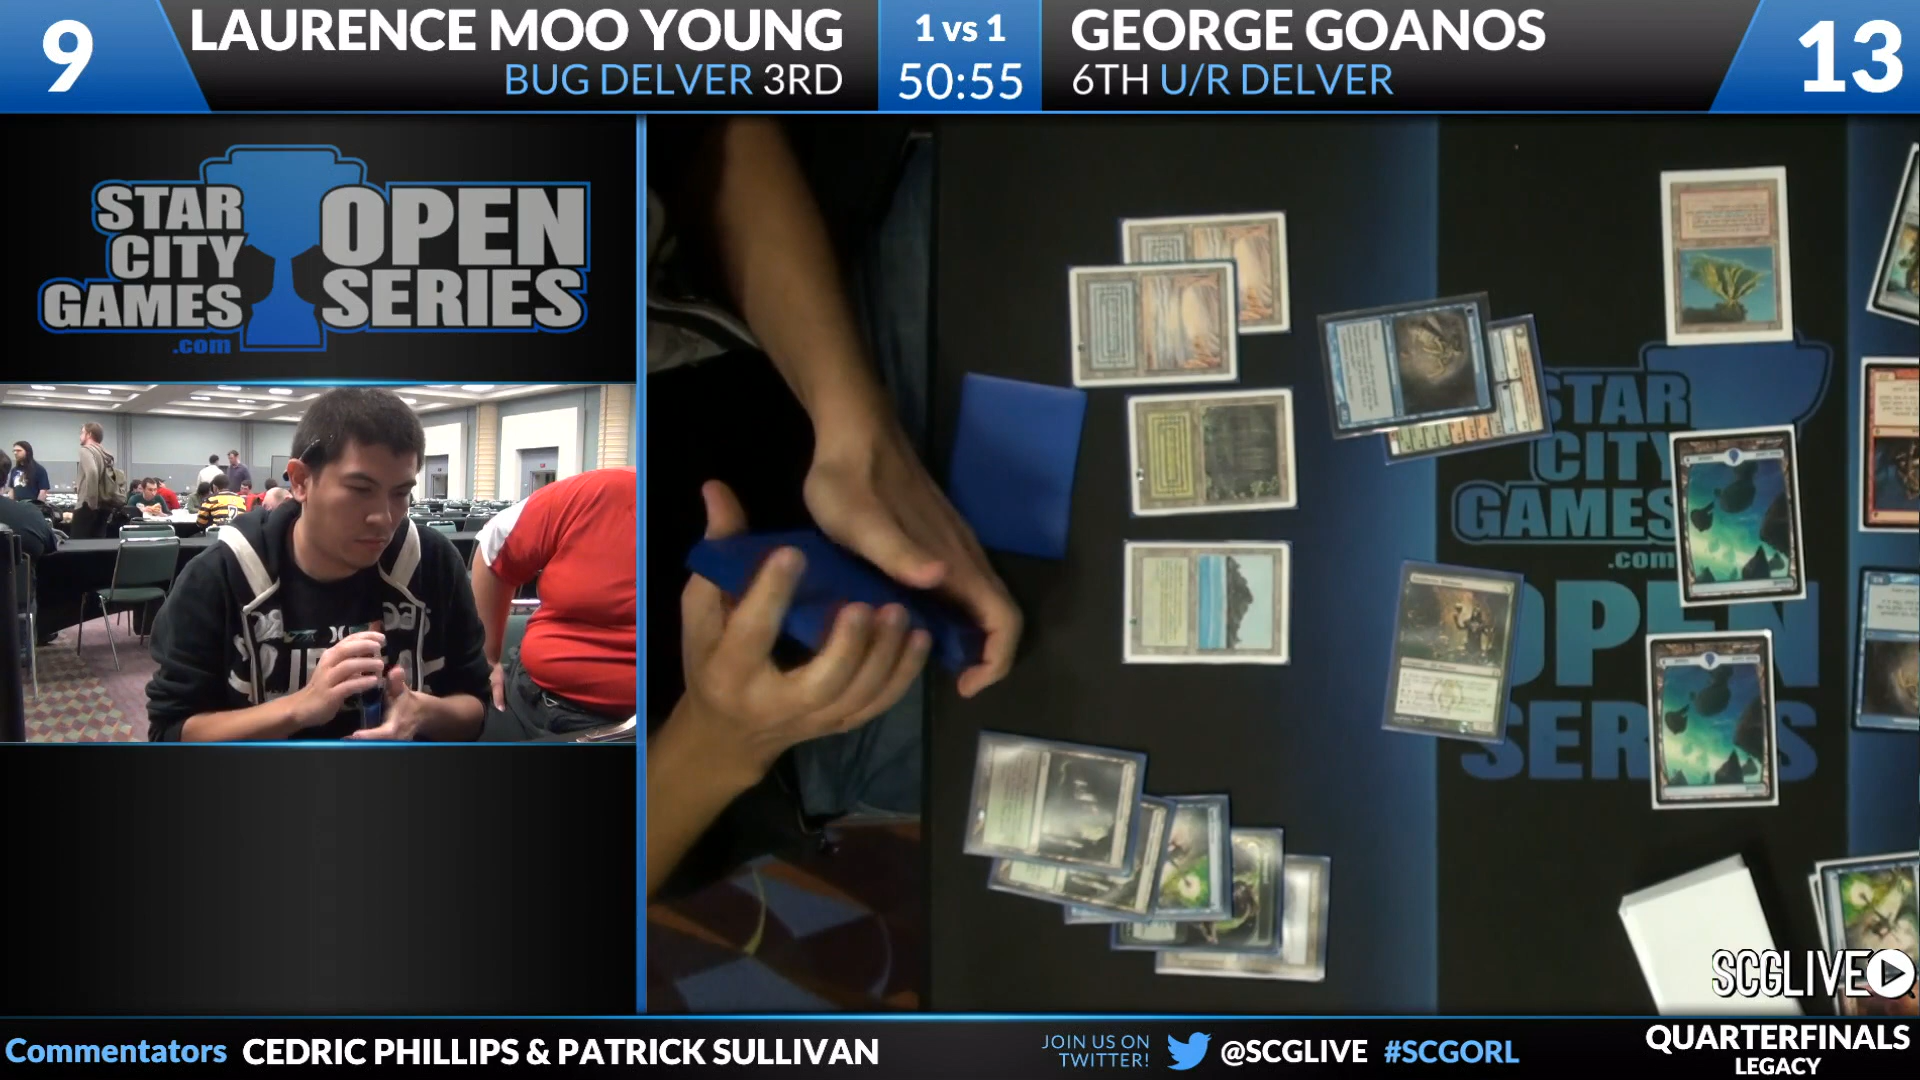 9
LAURENCE MOO YOUNG
BUG DELVER 3RD
1 vs 1
50:55
GEORGE GOANOS
6TH U/R DELVER
13
STAR
CITY
GAMES
.com
OPEN
SERIES
STAR
CITY
GAMES
.com
OPEN
SERIES
SCGLIVE
Commentators CEDRIC PHILLIPS & PATRICK SULLIVAN
JOIN US ON
TWITTER!
@SCGLIVE #SCGORL
QUARTERFINALS
LEGACY